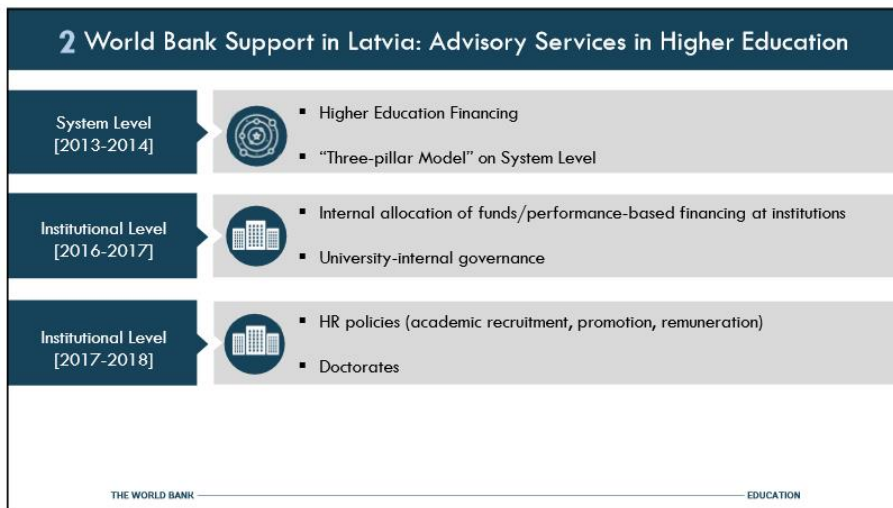 2 World Bank Support in Latvia: Advisory Services in Higher Education
System Level
[2013-2014]
▪ Higher Education Financing
▪ “Three-pillar Model” on System Level
Institutional Level
[2016-2017]
▪ Internal allocation of funds/performance-based financing at institutions
▪ University-internal governance
Institutional Level
[2017-2018]
▪ HR policies (academic recruitment, promotion, remuneration)
▪ Doctorates
THE WORLD BANK
EDUCATION